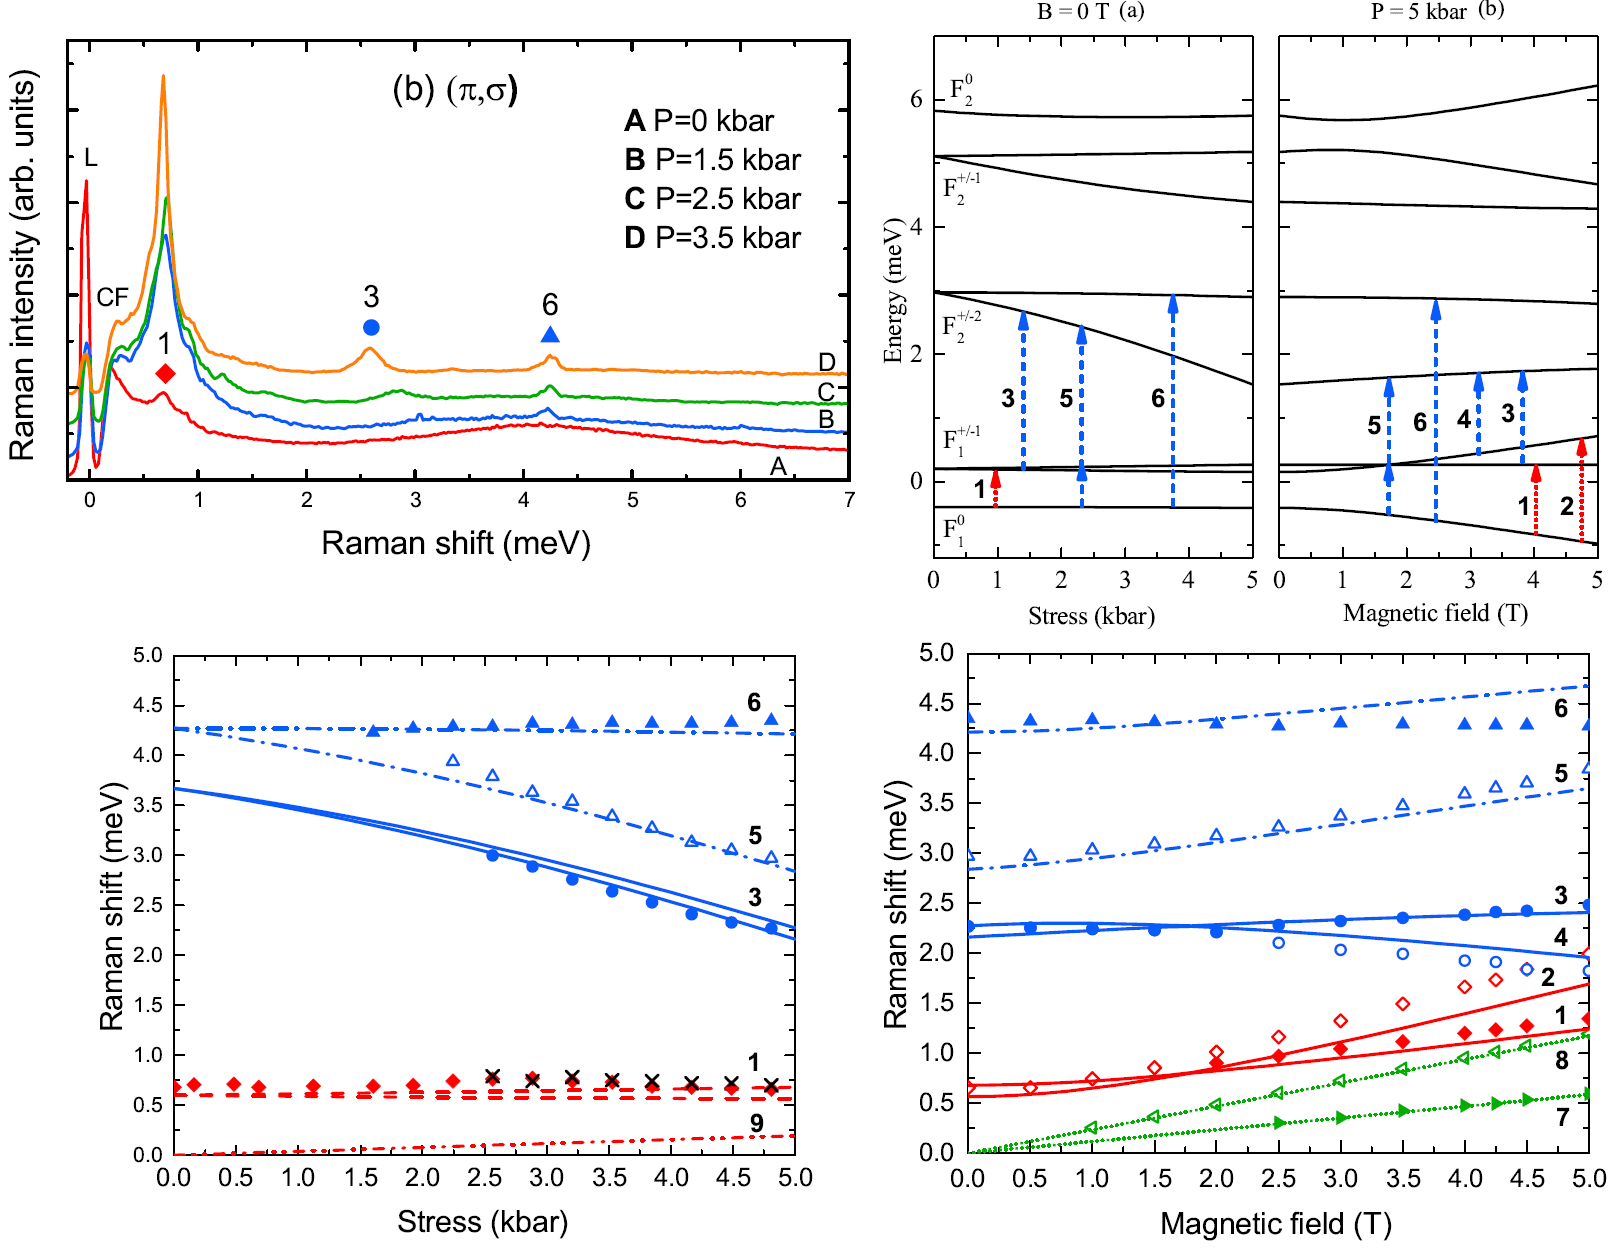 (b) (π,σ)
A P=0 kbar
B P=1.5 kbar
C P=2.5 kbar
D P=3.5 kbar
L
CF
1
3
6
D
C
B
A
Raman intensity (arb. units)
0 1 2 3 4 5 6 7
Raman shift (meV)
B = 0 T (a)
P = 5 kbar (b)
Energy (meV)
6
4
2
0
F₂⁰
F₂⁺/⁻¹
F₂⁺/⁻²
F₁⁺/⁻¹
F₁⁰
1 3 5 6
5 6 4 3 1 2
0 1 2 3 4 5
0 1 2 3 4 5
Stress (kbar)
Magnetic field (T)
Raman shift (meV)
5.0
4.5
4.0
3.5
3.0
2.5
2.0
1.5
1.0
0.5
0.0
6
5
3
1
9
0.0 0.5 1.0 1.5 2.0 2.5 3.0 3.5 4.0 4.5 5.0
Stress (kbar)
Raman shift (meV)
5.0
4.5
4.0
3.5
3.0
2.5
2.0
1.5
1.0
0.5
0.0
6
5
3
4
2
1
8
7
0.0 0.5 1.0 1.5 2.0 2.5 3.0 3.5 4.0 4.5 5.0
Magnetic field (T)